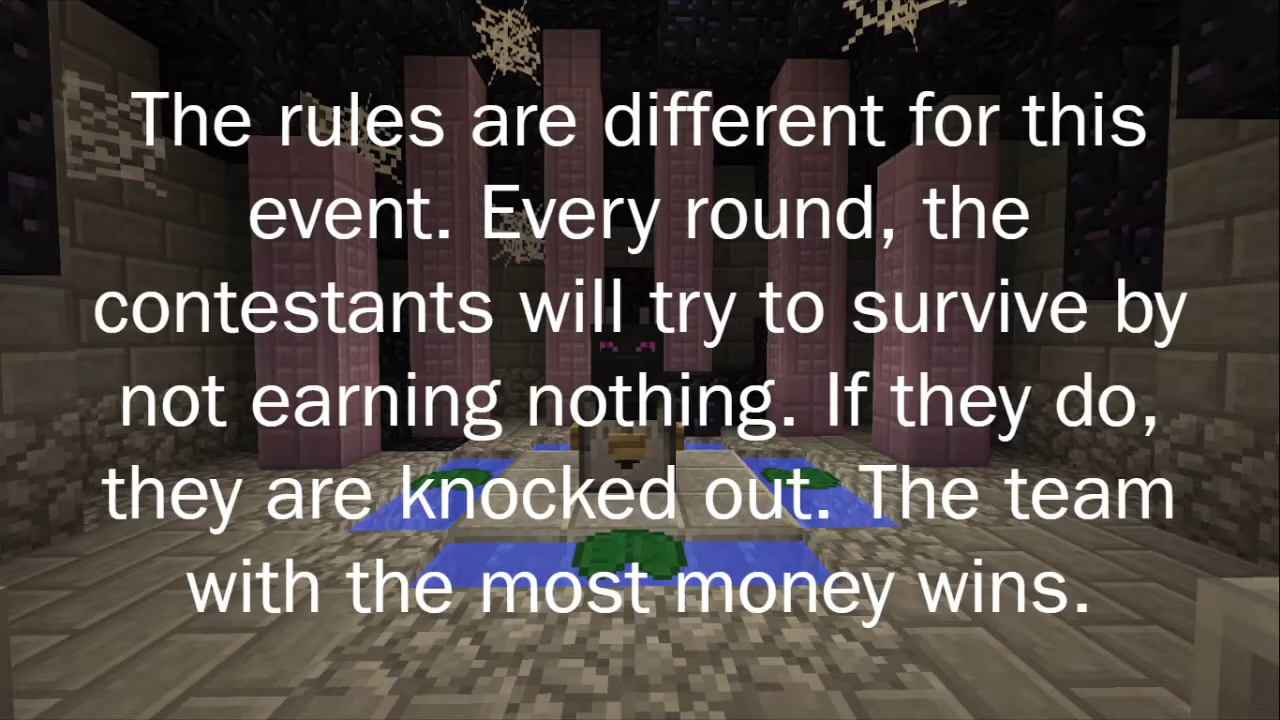 The rules are different for this
event. Every round, the
contestants will try to survive by
not earning nothing. If they do,
they are knocked out. The team
with the most money wins.